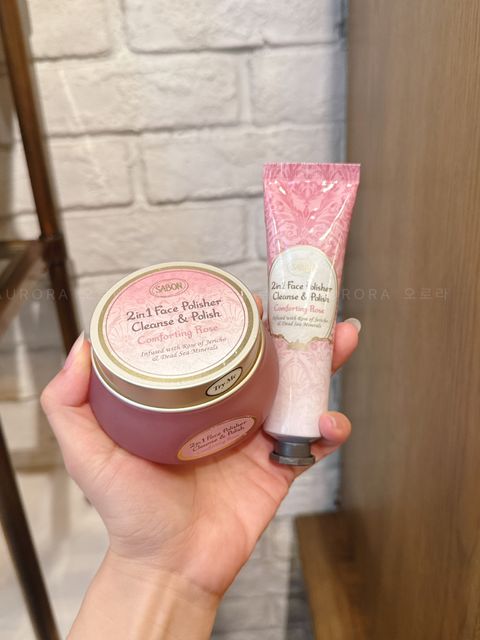 SABON
2in1 Face Polisher
Cleanse & Polish
Comforting Rose
Infused with Rose of Jericho
& Dead Sea Minerals
Try Me
2in1 Face Polisher
Cleanse & Polish
Comforting Rose
SABON
2in1 Face Polisher
Cleanse & Polish
Comforting Rose
Infused with Rose of Jericho
& Dead Sea Minerals
AURORA 오로라
AURORA 오로라